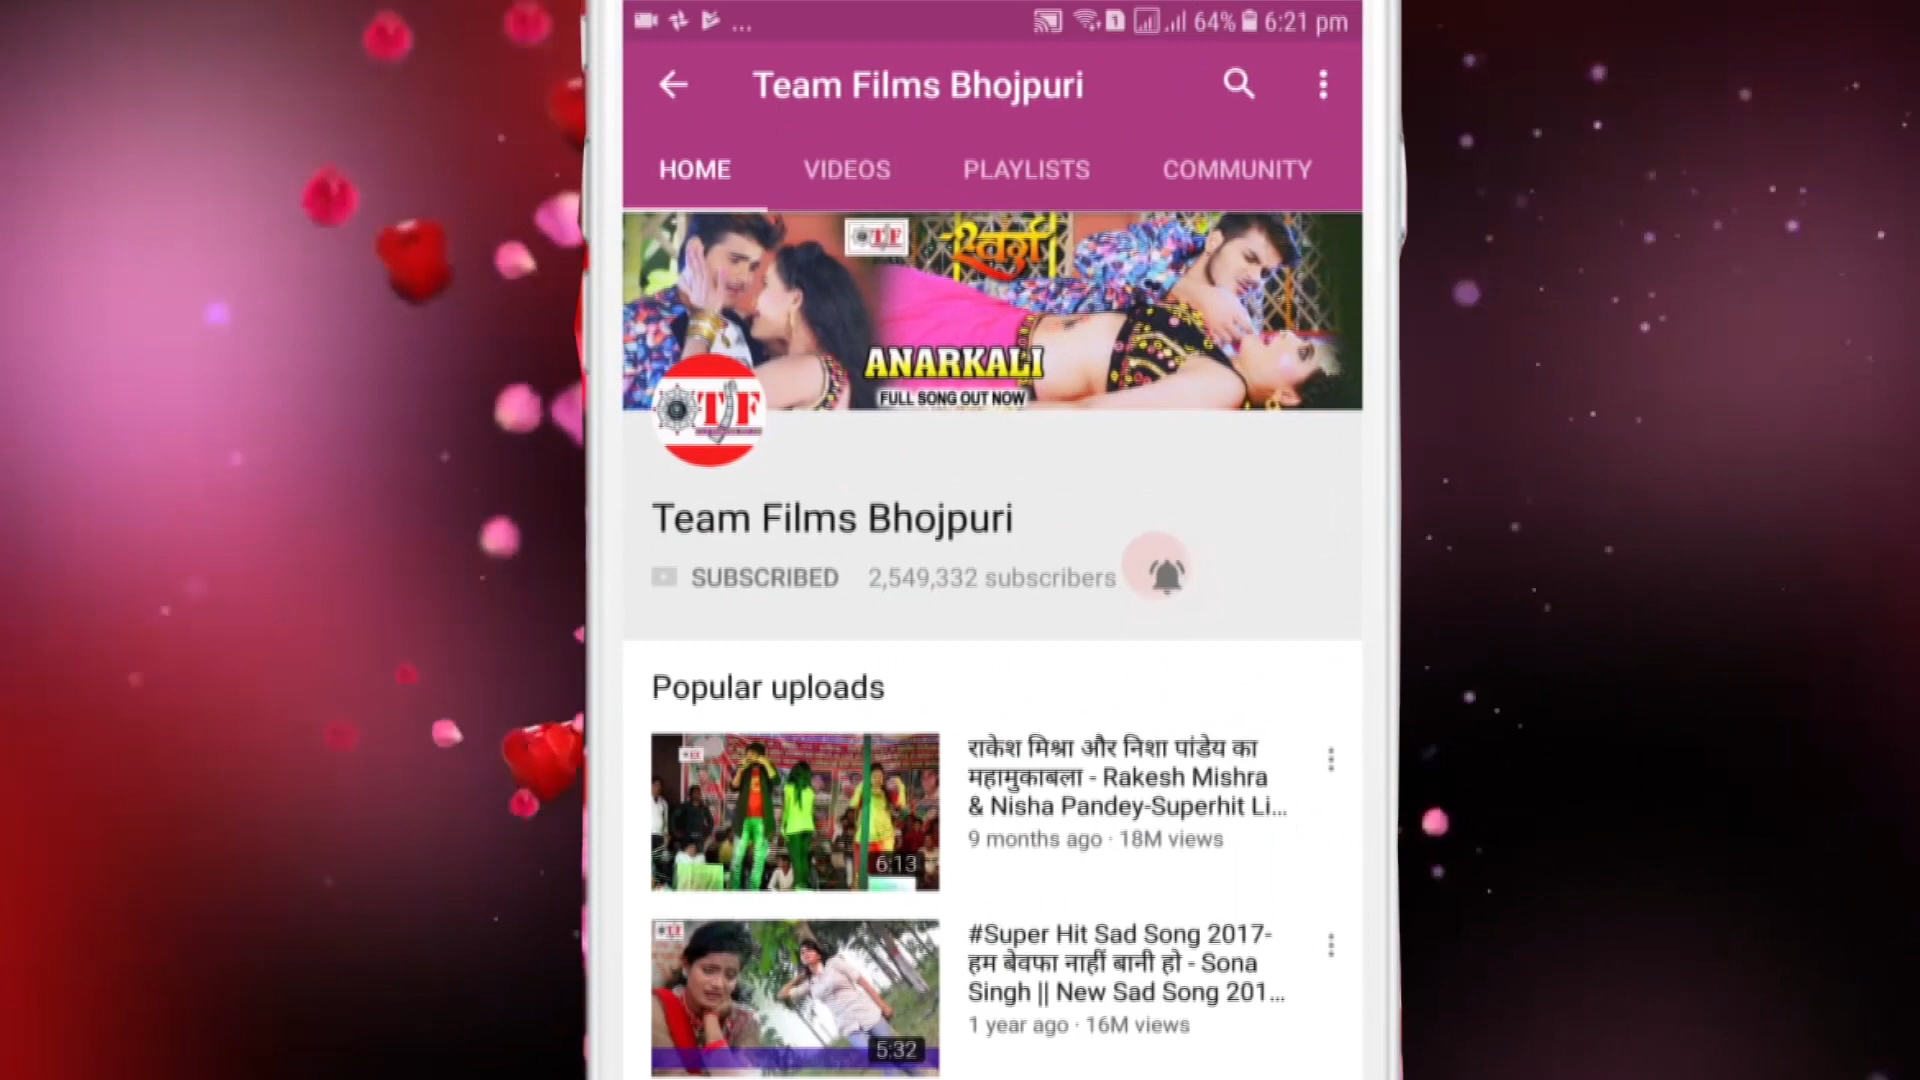 ... 1 64% 6:21 pm
Team Films Bhojpuri
HOME VIDEOS PLAYLISTS COMMUNITY
TF स्वर्ग
ANARKALI
FULL SONG OUT NOW
TF
Team Films Bhojpuri
SUBSCRIBED 2,549,332 subscribers
Popular uploads
राकेश मिश्रा और निशा पांडेय का
महामुकाबला - Rakesh Mishra
& Nisha Pandey-Superhit Li...
9 months ago · 18M views
6:13
#Super Hit Sad Song 2017-
हम बेवफा नाहीं बानी हो - Sona
Singh || New Sad Song 201...
1 year ago · 16M views
5:32